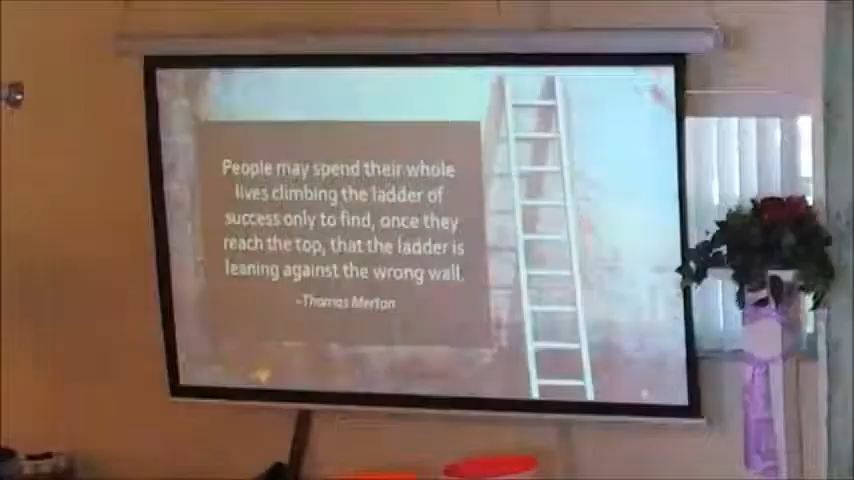 People may spend their whole
lives climbing the ladder of
success only to find, once they
reach the top, that the ladder is
leaning against the wrong wall.
-Thomas Merton